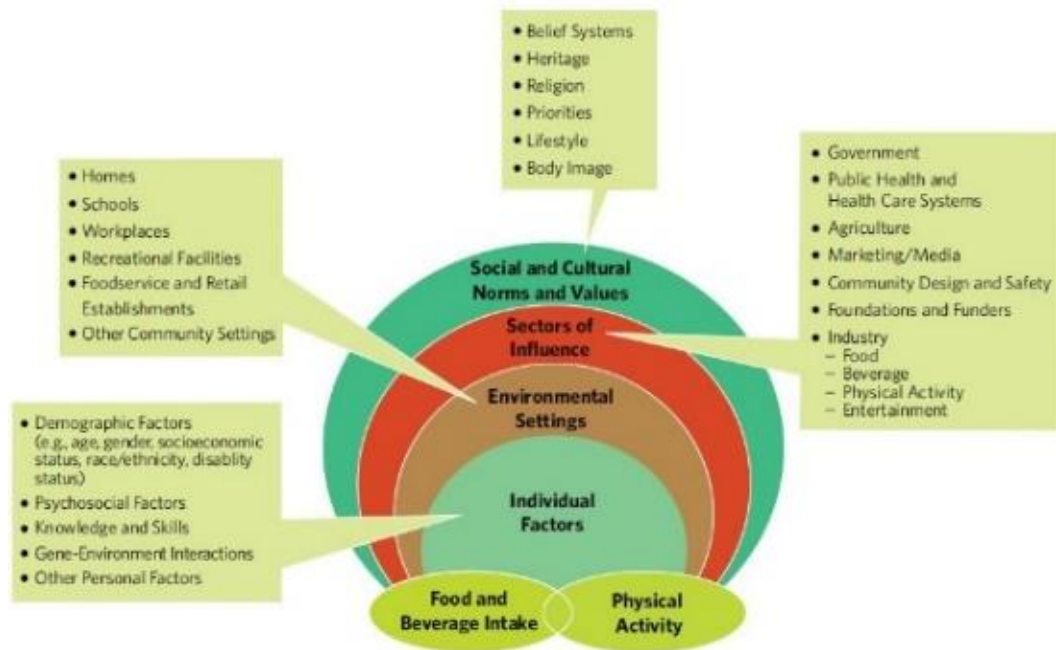 • Belief Systems
• Heritage
• Religion
• Priorities
• Lifestyle
• Body Image
• Homes
• Schools
• Workplaces
• Recreational Facilities
• Foodservice and Retail
Establishments
• Other Community Settings
• Government
• Public Health and
Health Care Systems
• Agriculture
• Marketing/Media
• Community Design and Safety
• Foundations and Funders
• Industry
– Food
– Beverage
– Physical Activity
– Entertainment
Social and Cultural
Norms and Values
Sectors of
Influence
Environmental
Settings
Individual
Factors
• Demographic Factors
(e.g., age, gender, socioeconomic
status, race/ethnicity, disablity
status)
• Psychosocial Factors
• Knowledge and Skills
• Gene-Environment Interactions
• Other Personal Factors
Food and
Beverage Intake
Physical
Activity